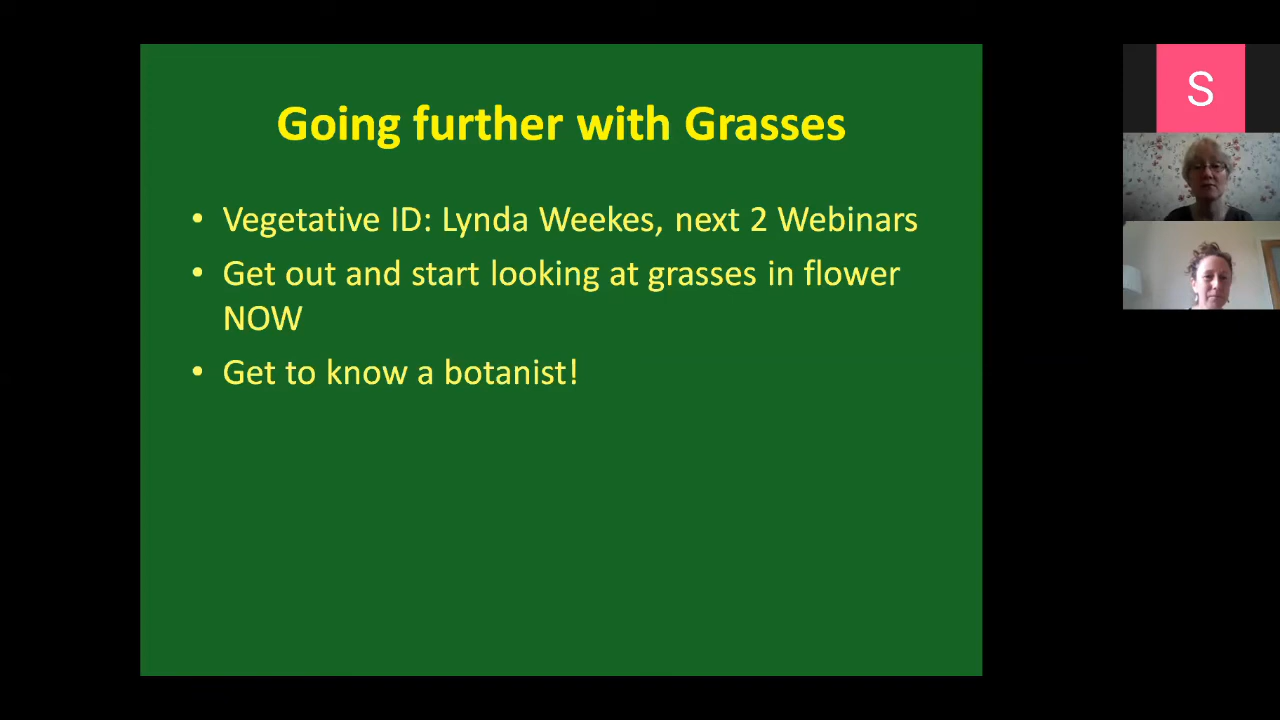 Going further with Grasses
• Vegetative ID: Lynda Weekes, next 2 Webinars
• Get out and start looking at grasses in flower
NOW
• Get to know a botanist!
S